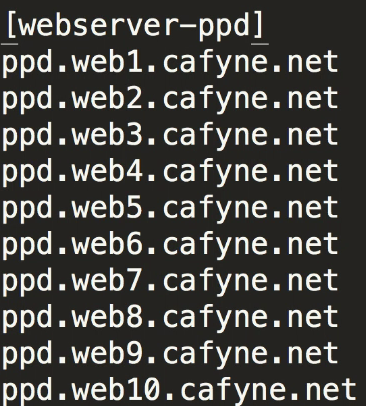 [webserver-ppd]
ppd.web1.cafyne.net
ppd.web2.cafyne.net
ppd.web3.cafyne.net
ppd.web4.cafyne.net
ppd.web5.cafyne.net
ppd.web6.cafyne.net
ppd.web7.cafyne.net
ppd.web8.cafyne.net
ppd.web9.cafyne.net
ppd.web10.cafyne.net